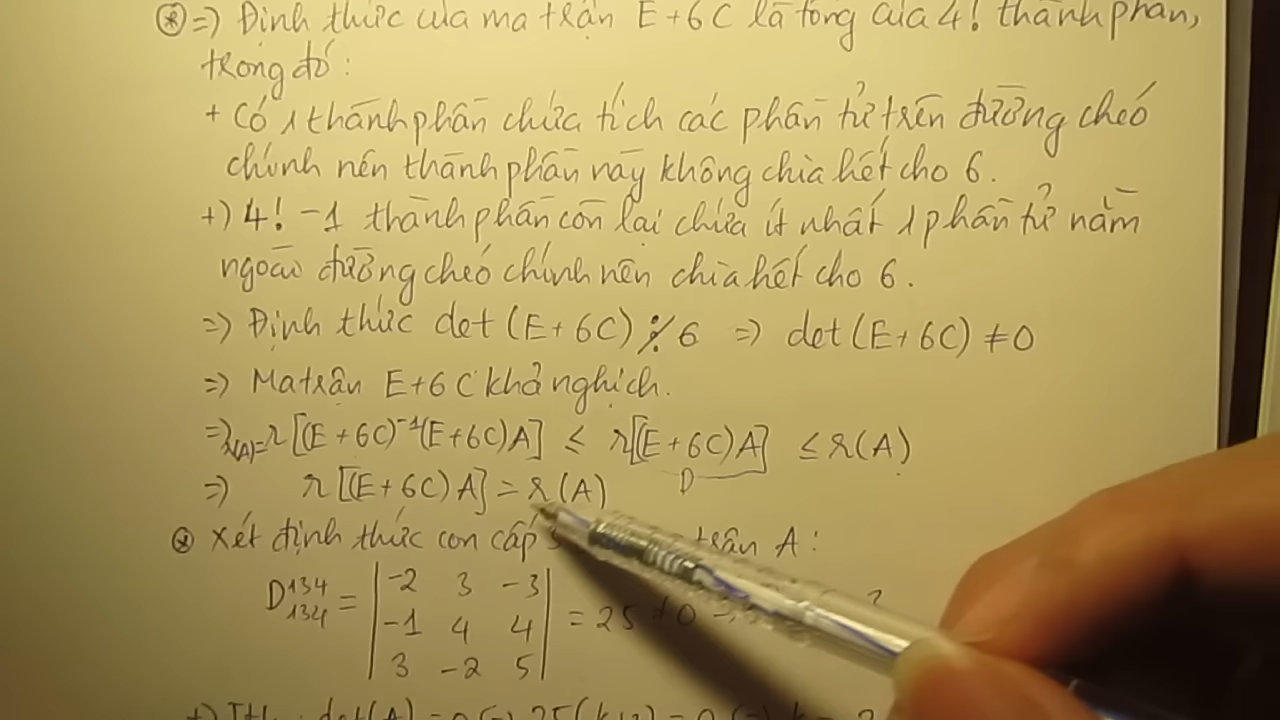 ⊛ => Định thức của ma trận E+6C là tổng của 4! thành phần,
trong đó:
+ Có 1 thành phần chứa tích các phần tử trên đường chéo
chính nên thành phần này không chia hết cho 6.
+) 4! -1 thành phần còn lại chứa ít nhất 1 phần tử nằm
ngoài đường chéo chính nên chia hết cho 6.
=> Định thức det (E+6C) ⋮̸ 6 => det (E+6C) ≠0
=> Ma trận E+6C khả nghịch.
=> r(A)= r [(E+6C)⁻¹(E+6C)A] ≤ r[(E+6C)A] ≤ r(A)
D
=> r [(E+6C)A] = r(A)
⊛ Xét định thức con cấp trận A:
D¹³⁴₁₃₄ = | -2 3 -3 |
| -1 4 4 | = 25 ≠0
| 3 -2 5 |